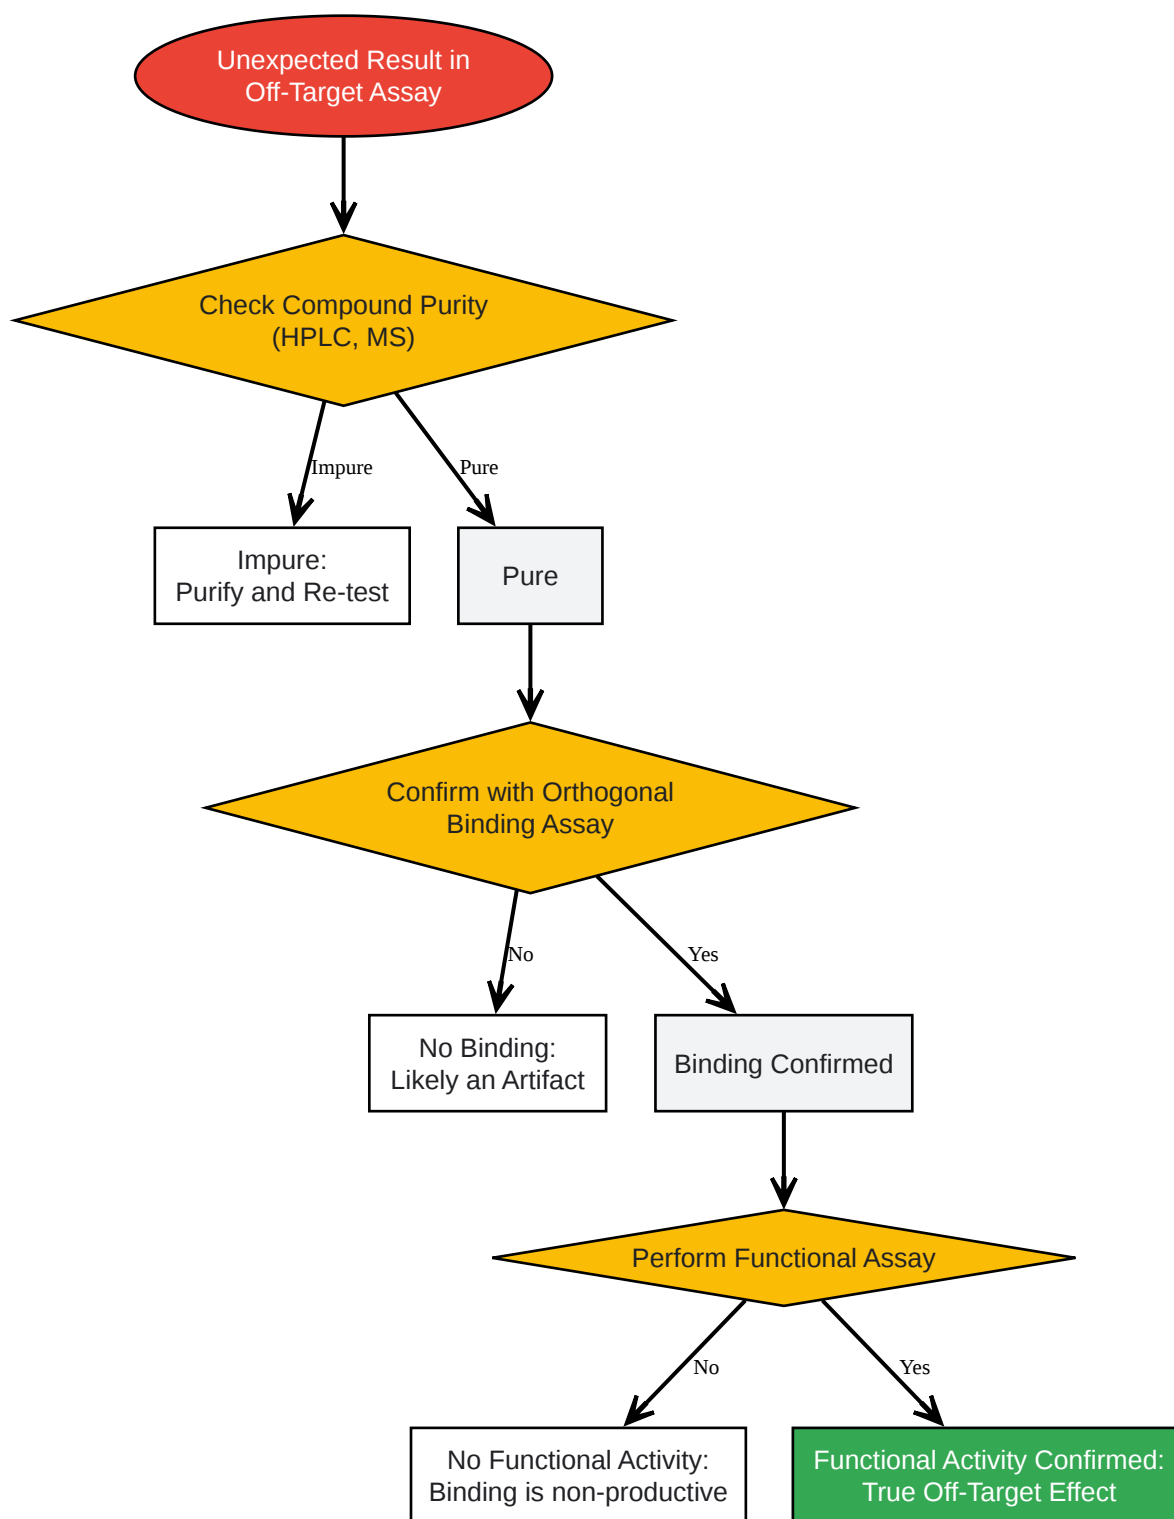 Unexpected Result in
Off-Target Assay
Check Compound Purity
(HPLC, MS)
Impure
Pure
Impure:
Purify and Re-test
Pure
Confirm with Orthogonal
Binding Assay
No
Yes
No Binding:
Likely an Artifact
Binding Confirmed
Perform Functional Assay
No
Yes
No Functional Activity:
Binding is non-productive
Functional Activity Confirmed:
True Off-Target Effect